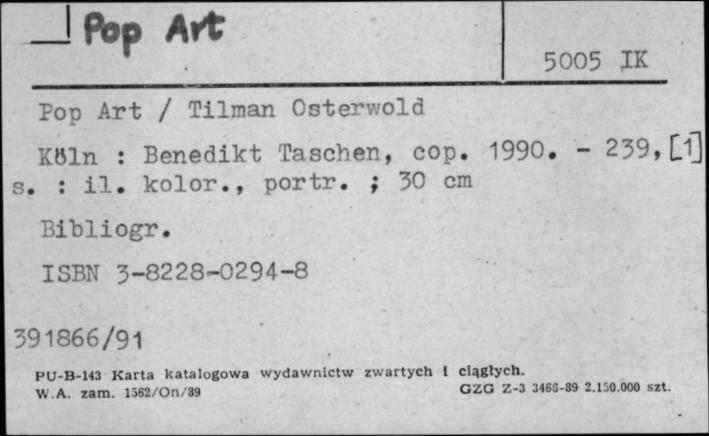 Pop Art
5005 IK
Pop Art / Tilman Osterwold
Köln : Benedikt Taschen, cop. 1990. - 239,[1]
s. : il. kolor., portr. ; 30 cm
Bibliogr.
ISBN 3-8228-0294-8
391866/91
PU-B-143 Karta katalogowa wydawnictw zwartych i ciągłych.
W.A. zam. 1562/On/89 GZG Z-3 3466-89 2.150.000 szt.